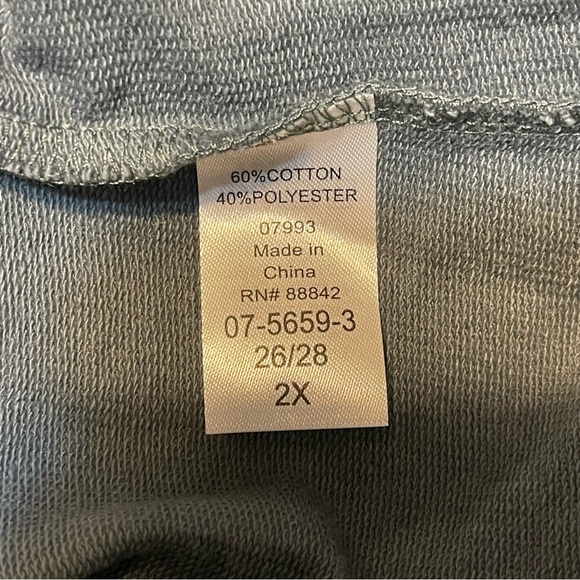 60%COTTON
40%POLYESTER
07993
Made in
China
RN# 88842
07-5659-3
26/28
2X